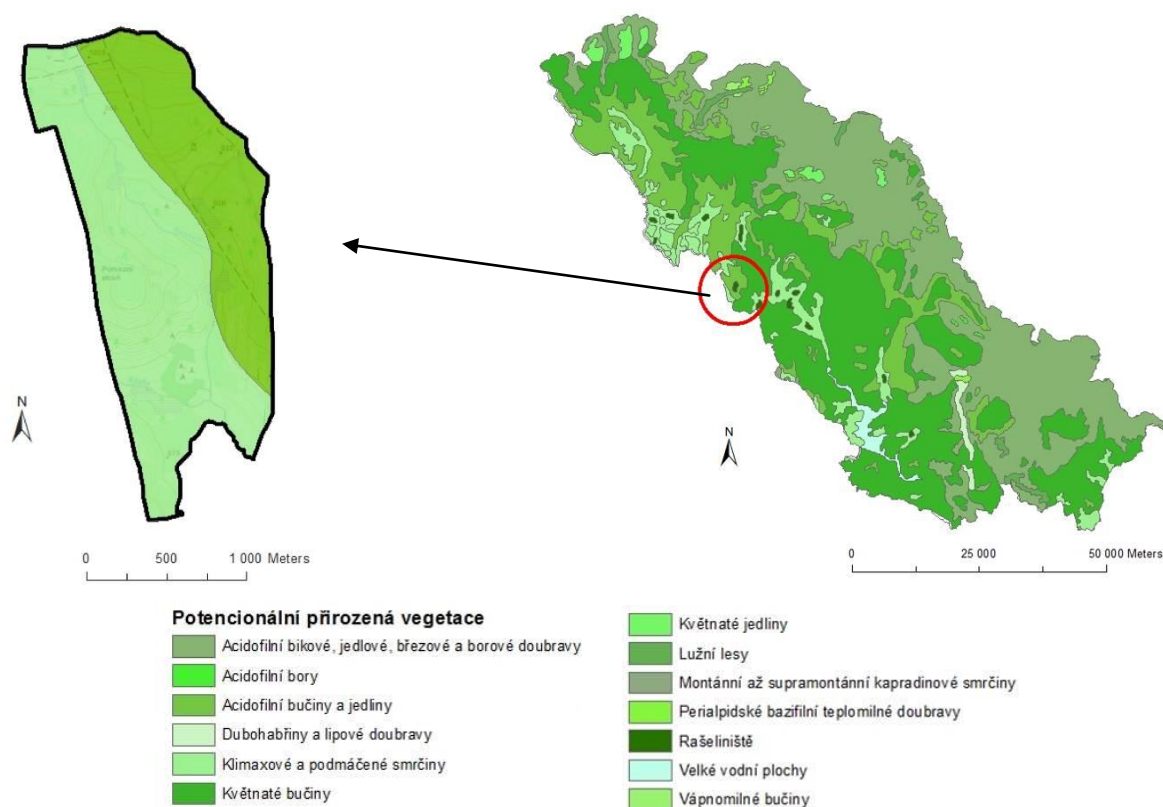 N
0 500 1 000 Meters
N
0 25 000 50 000 Meters
Potencionální přirozená vegetace
Acidofilní bikové, jedlové, březové a borové doubravy
Acidofilní bory
Acidofilní bučiny a jedliny
Dubohabřiny a lipové doubravy
Klimaxové a podmáčené smrčiny
Květnaté bučiny
Květnaté jedliny
Lužní lesy
Montánní až supramontánní kapradinové smrčiny
Perialpidské bazifilní teplomilné doubravy
Rašeliniště
Velké vodní plochy
Vápnomilné bučiny